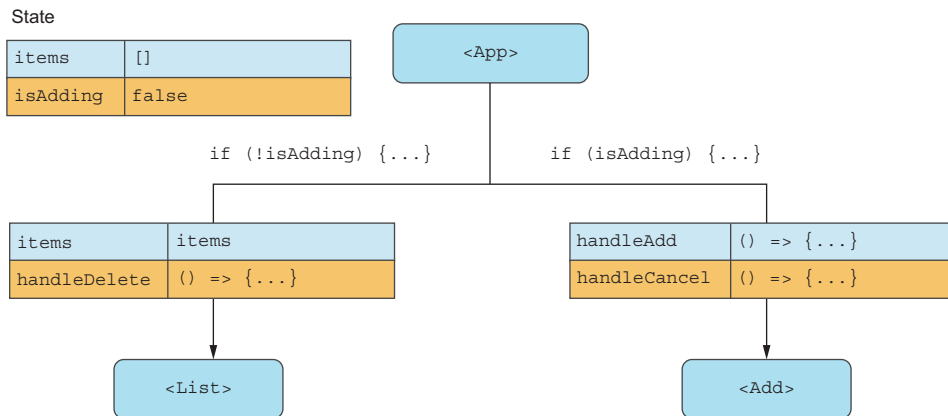 State
items []
isAdding false
<App>
if (!isAdding) {...} if (isAdding) {...}
items items
handleDelete () => {...}
handleAdd () => {...}
handleCancel () => {...}
<List>
<Add>